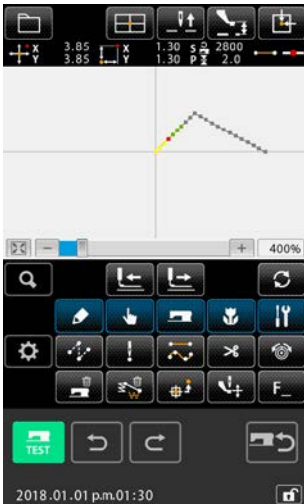 X 3.85 X 1.30 S 2800
Y 3.85 Y 1.30 P 2.0
400%
F_
TEST
2018.01.01 p.m.01:30